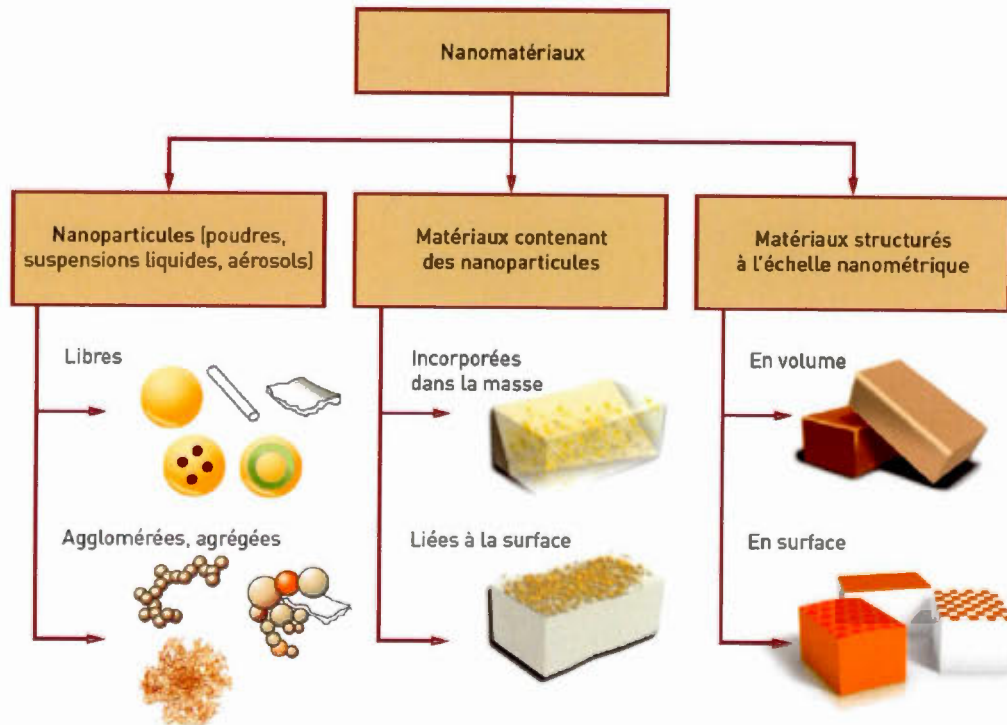 Nanomatériaux
Nanoparticules (poudres,
suspensions liquides, aérosols)
Matériaux contenant
des nanoparticules
Matériaux structurés
à l'échelle nanométrique
Libres
Incorporées
dans la masse
En volume
Agglomérées, agrégées
Liées à la surface
En surface